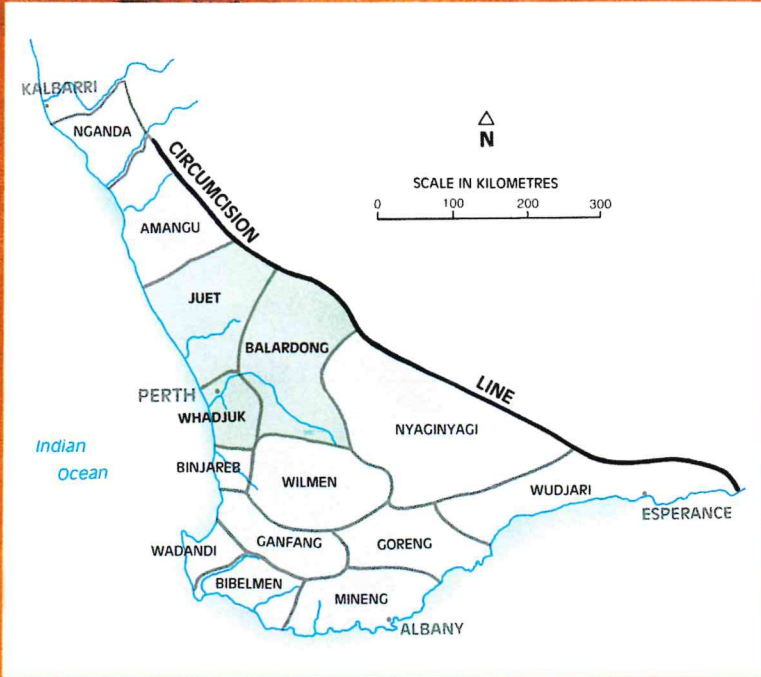 KALBARRI
NGANDA
CIRCUMCISION
N
SCALE IN KILOMETRES
0 100 200 300
AMANGU
JUET
BALARDONG
PERTH
WHADJUK
LINE
NYAGINYAGI
Indian
Ocean
BINJAREB
WILMEN
WUDJARI
ESPERANCE
WADANDI
GANFANG
GORENG
BIBELMEN
MINENG
ALBANY